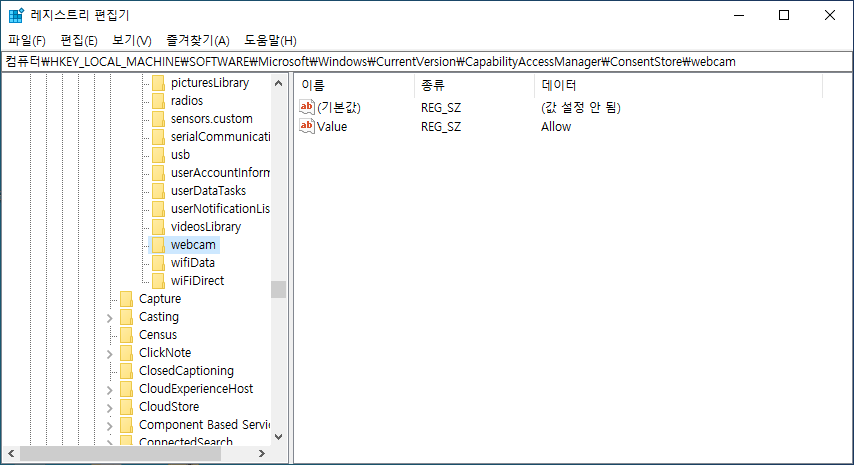 레지스트리 편집기
파일(F) 편집(E) 보기(V) 즐겨찾기(A) 도움말(H)
컴퓨터₩HKEY_LOCAL_MACHINE₩SOFTWARE₩Microsoft₩Windows₩CurrentVersion₩CapabilityAccessManager₩ConsentStore₩webcam
picturesLibrary
radios
sensors.custom
serialCommunicati
usb
userAccountInform
userDataTasks
userNotificationLis
videosLibrary
webcam
wifiData
wiFiDirect
Capture
Casting
Census
ClickNote
ClosedCaptioning
CloudExperienceHost
CloudStore
Component Based Servi
ConnectedSearch
이름 종류 데이터
ab (기본값) REG_SZ (값 설정 안 됨)
ab Value REG_SZ Allow